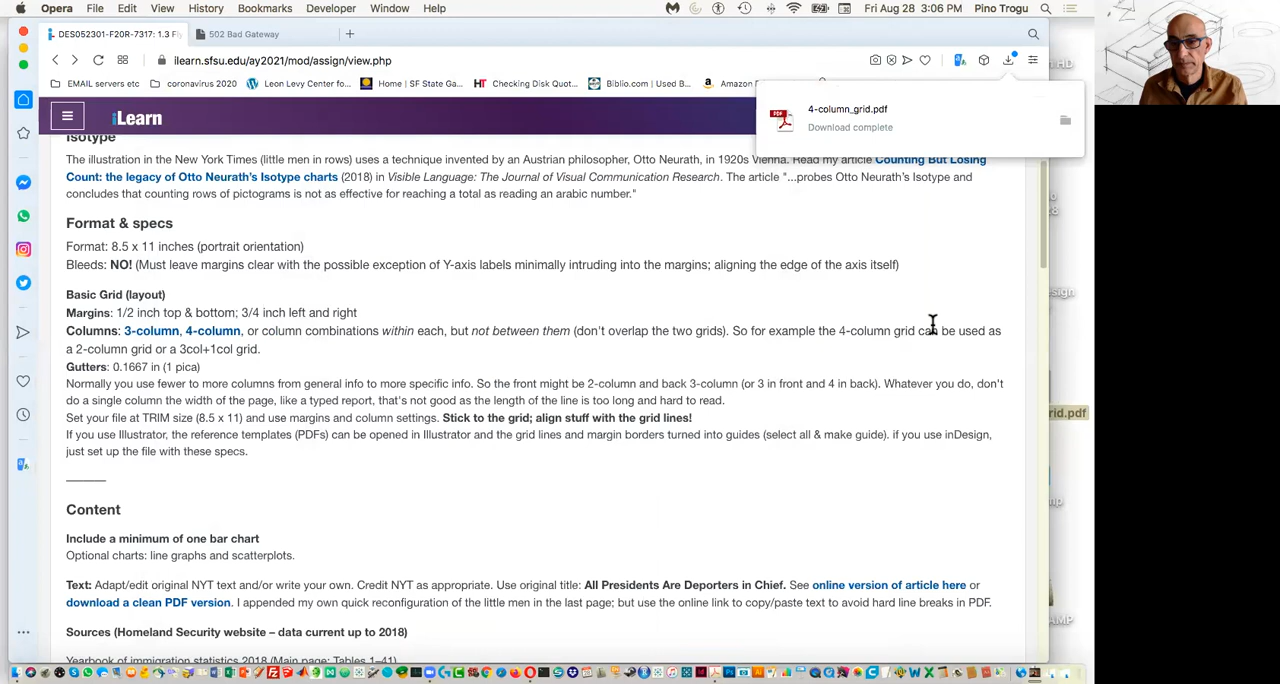 Opera File Edit View History Bookmarks Developer Window Help Fri Aug 28 3:06 PM Pino Trogu
DES052301-F20R-7317: 1.3 Fl 502 Bad Gateway
ilearn.sfsu.edu/ay2021/mod/assign/view.php
EMAIL servers etc coronavirus 2020 Leon Levy Center fo... Home | SF State Ga... Checking Disk Quot... Biblio.com | Used B... Amazon
4-column_grid.pdf
Download complete
iLearn
Isotype
The illustration in the New York Times (little men in rows) uses a technique invented by an Austrian philosopher, Otto Neurath, in 1920s Vienna. Read my article Counting But Losing
Count: the legacy of Otto Neurath's Isotype charts (2018) in Visible Language: The Journal of Visual Communication Research. The article "...probes Otto Neurath's Isotype and
concludes that counting rows of pictograms is not as effective for reaching a total as reading an arabic number."
Format & specs
Format: 8.5 x 11 inches (portrait orientation)
Bleeds: NO! (Must leave margins clear with the possible exception of Y-axis labels minimally intruding into the margins; aligning the edge of the axis itself)
Basic Grid (layout)
Margins: 1/2 inch top & bottom; 3/4 inch left and right
Columns: 3-column, 4-column, or column combinations within each, but not between them (don't overlap the two grids). So for example the 4-column grid can be used as
a 2-column grid or a 3col+1col grid.
Gutters: 0.1667 in (1 pica)
Normally you use fewer to more columns from general info to more specific info. So the front might be 2-column and back 3-column (or 3 in front and 4 in back). Whatever you do, don't
do a single column the width of the page, like a typed report, that's not good as the length of the line is too long and hard to read.
rid.pdf
Set your file at TRIM size (8.5 x 11) and use margins and column settings. Stick to the grid; align stuff with the grid lines!
If you use Illustrator, the reference templates (PDFs) can be opened in Illustrator and the grid lines and margin borders turned into guides (select all & make guide). if you use inDesign,
just set up the file with these specs.
Content
Include a minimum of one bar chart
Optional charts: line graphs and scatterplots.
Text: Adapt/edit original NYT text and/or write your own. Credit NYT as appropriate. Use original title: All Presidents Are Deporters in Chief. See online version of article here or
download a clean PDF version. I appended my own quick reconfiguration of the little men in the last page; but use the online link to copy/paste text to avoid hard line breaks in PDF.
Sources (Homeland Security website – data current up to 2018)
Yearbook of immigration statistics 2018 (Main page: Tables 1–41)